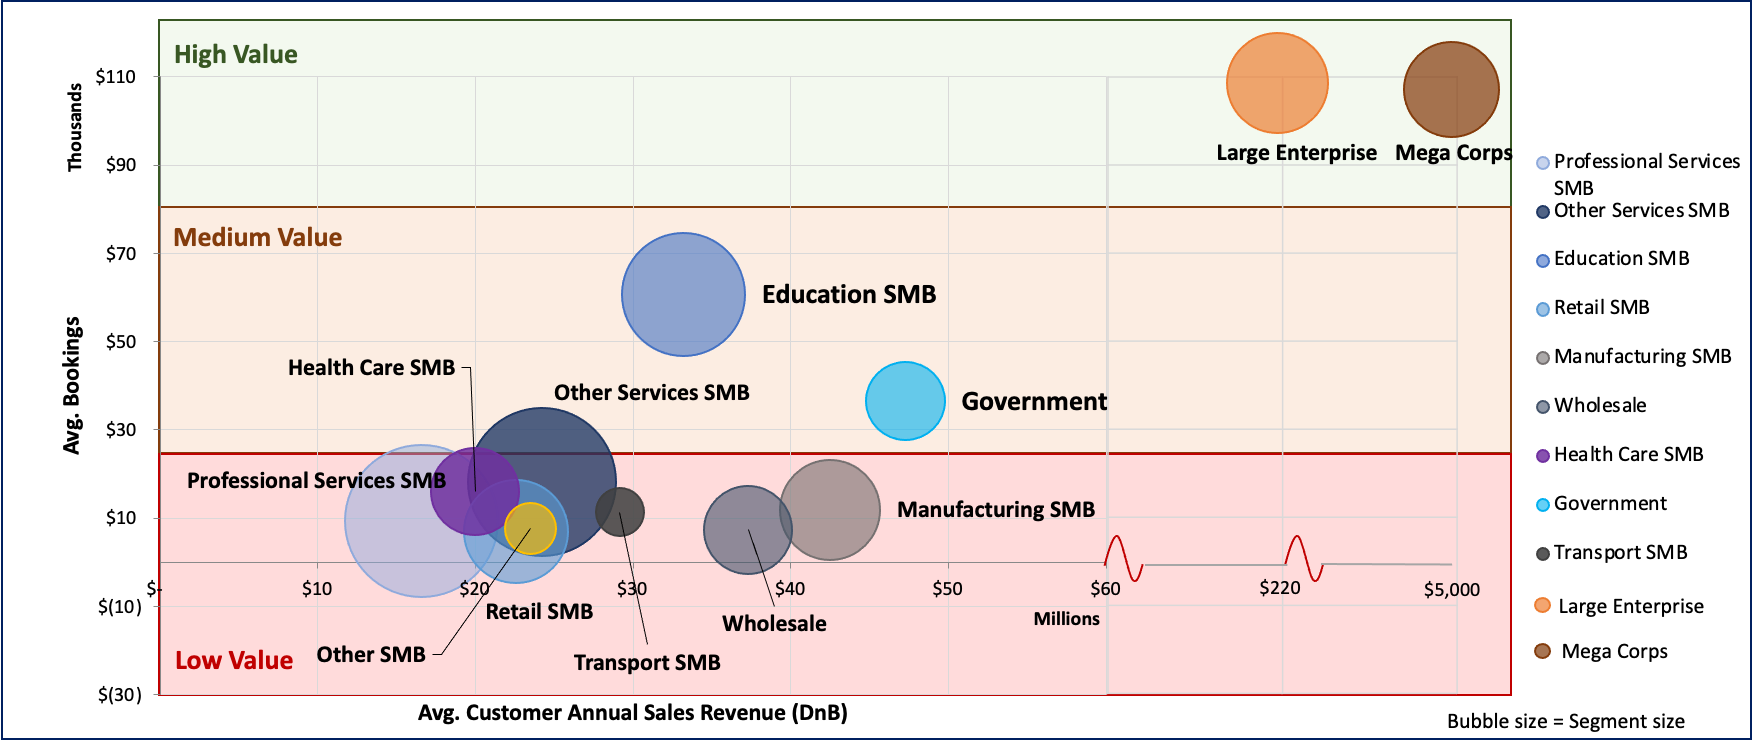 High Value
$110
Thousands
$90
Large Enterprise
Mega Corps
Medium Value
$70
Education SMB
$50
Avg. Bookings
Health Care SMB
Other Services SMB
Government
$30
Professional Services SMB
Manufacturing SMB
$10
$-
$10
$20
$30
$40
$50
$60
$220
$5,000
$(10)
Retail SMB
Wholesale
Millions
Other SMB
Transport SMB
Low Value
$(30)
Avg. Customer Annual Sales Revenue (DnB)
Professional Services
SMB
Other Services SMB
Education SMB
Retail SMB
Manufacturing SMB
Wholesale
Health Care SMB
Government
Transport SMB
Large Enterprise
Mega Corps
Bubble size = Segment size